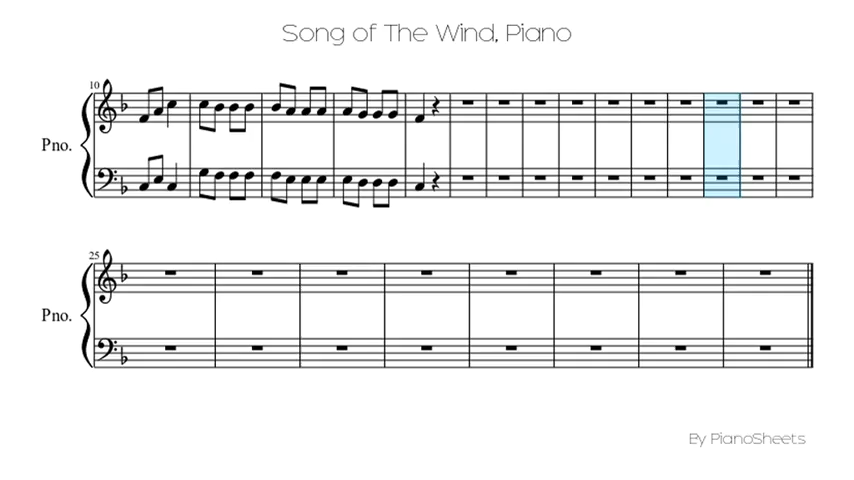 Song of The Wind, Piano
10
Pno.
25
Pno.
By PianoSheets